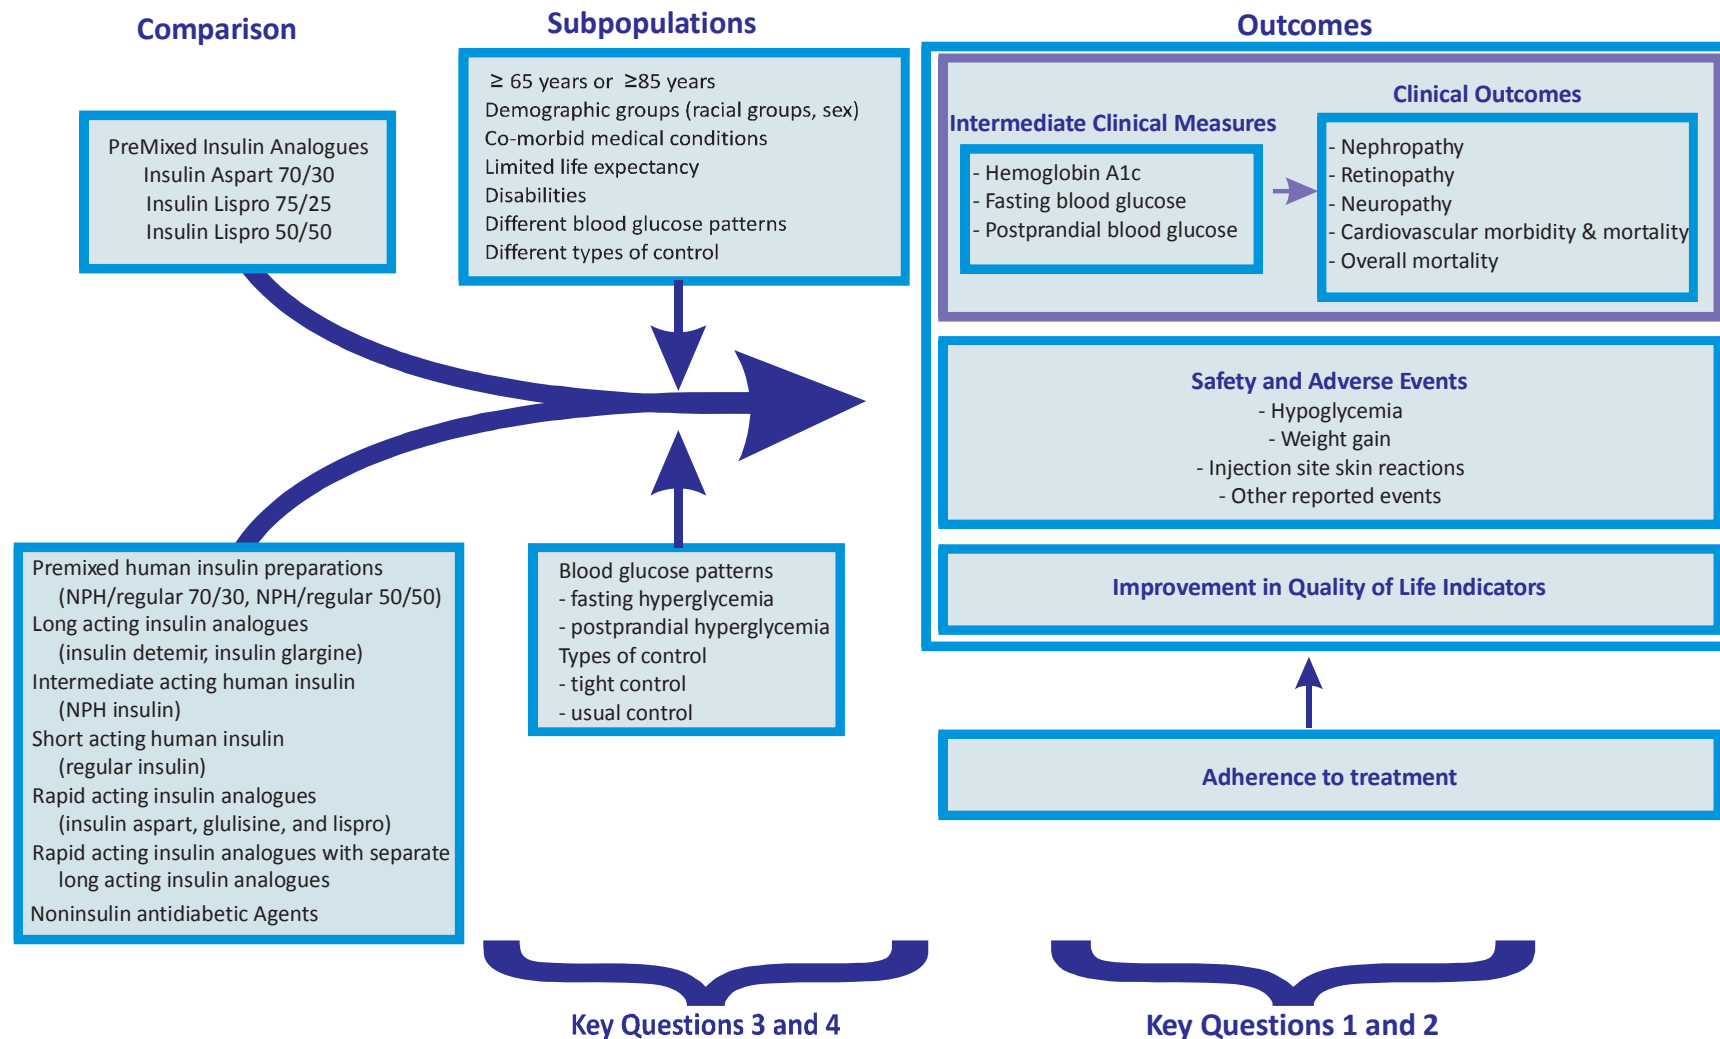 Comparison
PreMixed Insulin Analogues
Insulin Aspart 70/30
Insulin Lispro 75/25
Insulin Lispro 50/50
Premixed human insulin preparations
(NPH/regular 70/30, NPH/regular 50/50)
Long acting insulin analogues
(insulin detemir, insulin glargine)
Intermediate acting human insulin
(NPH insulin)
Short acting human insulin
(regular insulin)
Rapid acting insulin analogues
(insulin aspart, glulisine, and lispro)
Rapid acting insulin analogues with separate
long acting insulin analogues
Noninsulin antidiabetic Agents
Subpopulations
≥ 65 years or ≥85 years
Demographic groups (racial groups, sex)
Co-morbid medical conditions
Limited life expectancy
Disabilities
Different blood glucose patterns
Different types of control
Blood glucose patterns
- fasting hyperglycemia
- postprandial hyperglycemia
Types of control
- tight control
- usual control
Key Questions 3 and 4
Outcomes
Intermediate Clinical Measures
- Hemoglobin A1c
- Fasting blood glucose
- Postprandial blood glucose
Clinical Outcomes
- Nephropathy
- Retinopathy
- Neuropathy
- Cardiovascular morbidity & mortality
- Overall mortality
Safety and Adverse Events
- Hypoglycemia
- Weight gain
- Injection site skin reactions
- Other reported events
Improvement in Quality of Life Indicators
Adherence to treatment
Key Questions 1 and 2